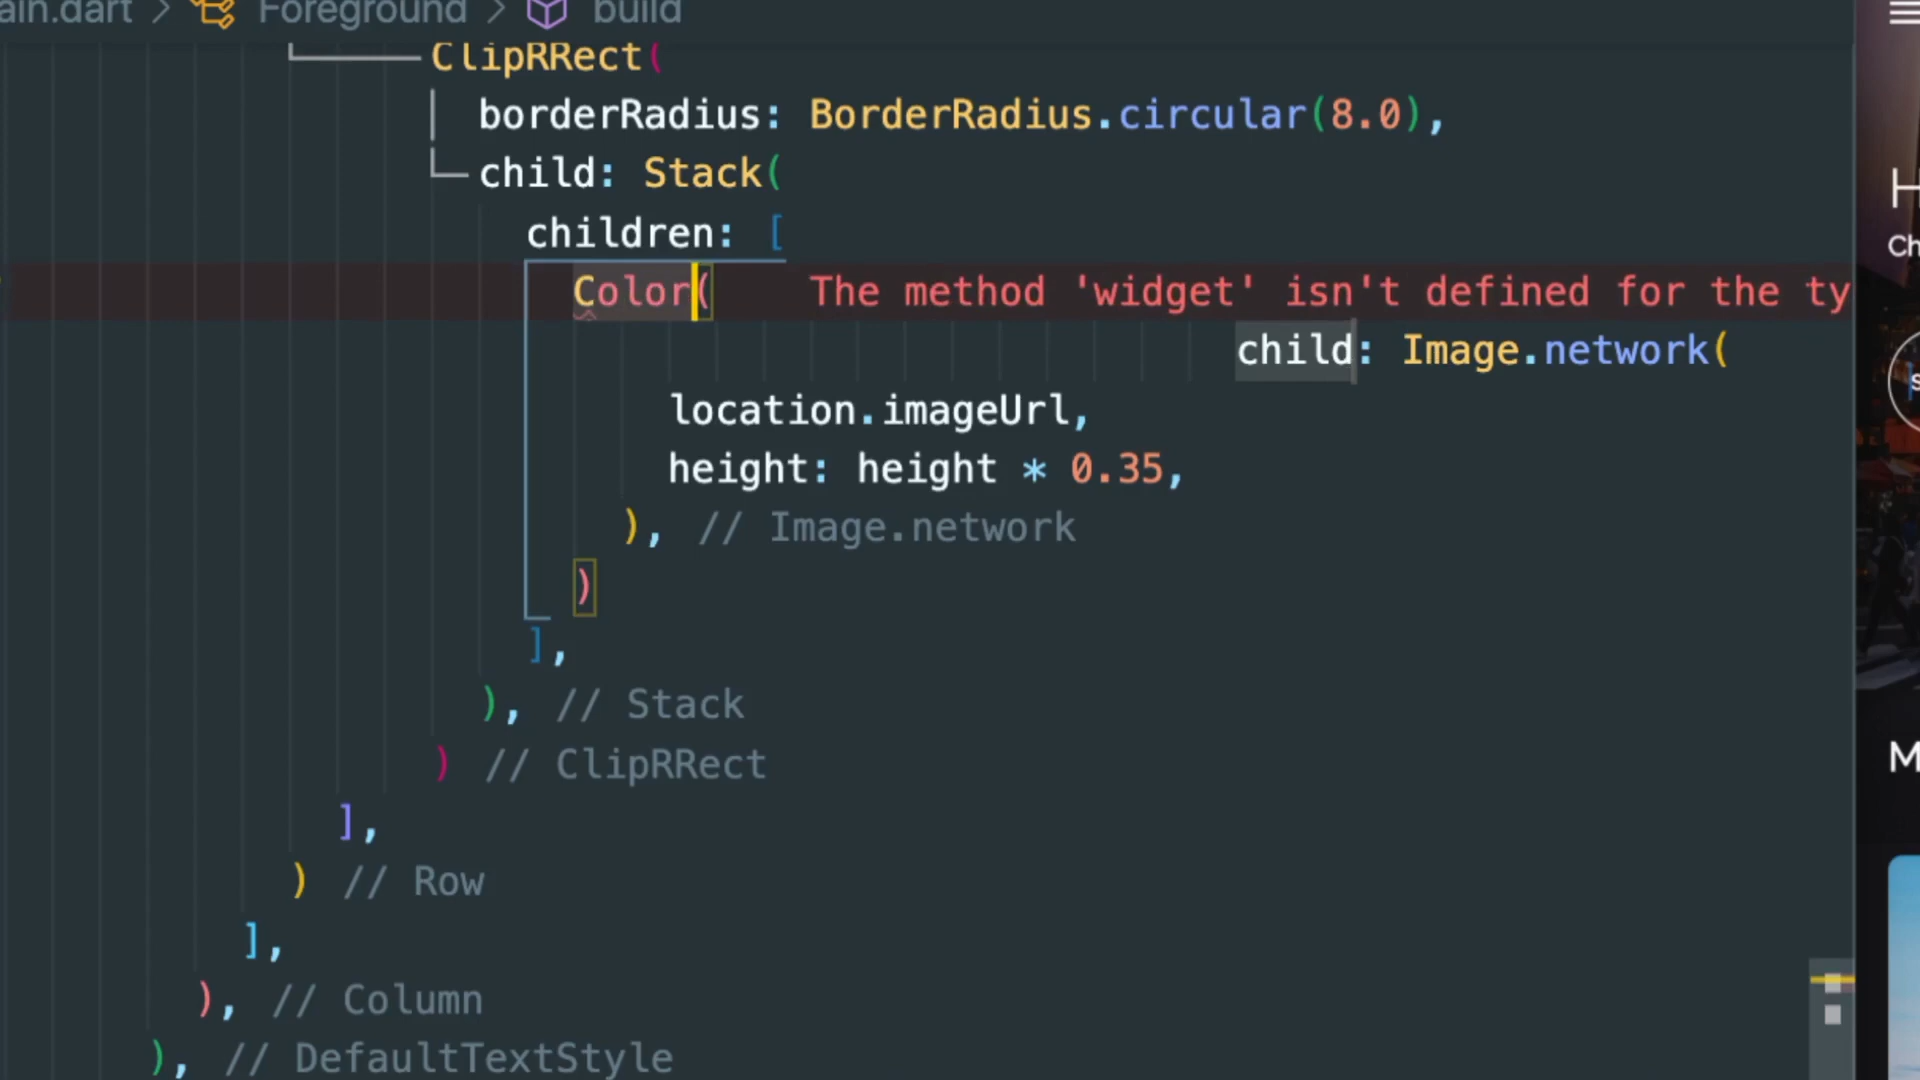 ain.dart > Foreground > build
ClipRRect(
borderRadius: BorderRadius.circular(8.0),
child: Stack(
children: [
Color( The method 'widget' isn't defined for the ty
child: Image.network(
location.imageUrl,
height: height * 0.35,
), // Image.network
)
],
), // Stack
) // ClipRRect
],
) // Row
],
), // Column
), // DefaultTextStyle
H
Ch
s
M